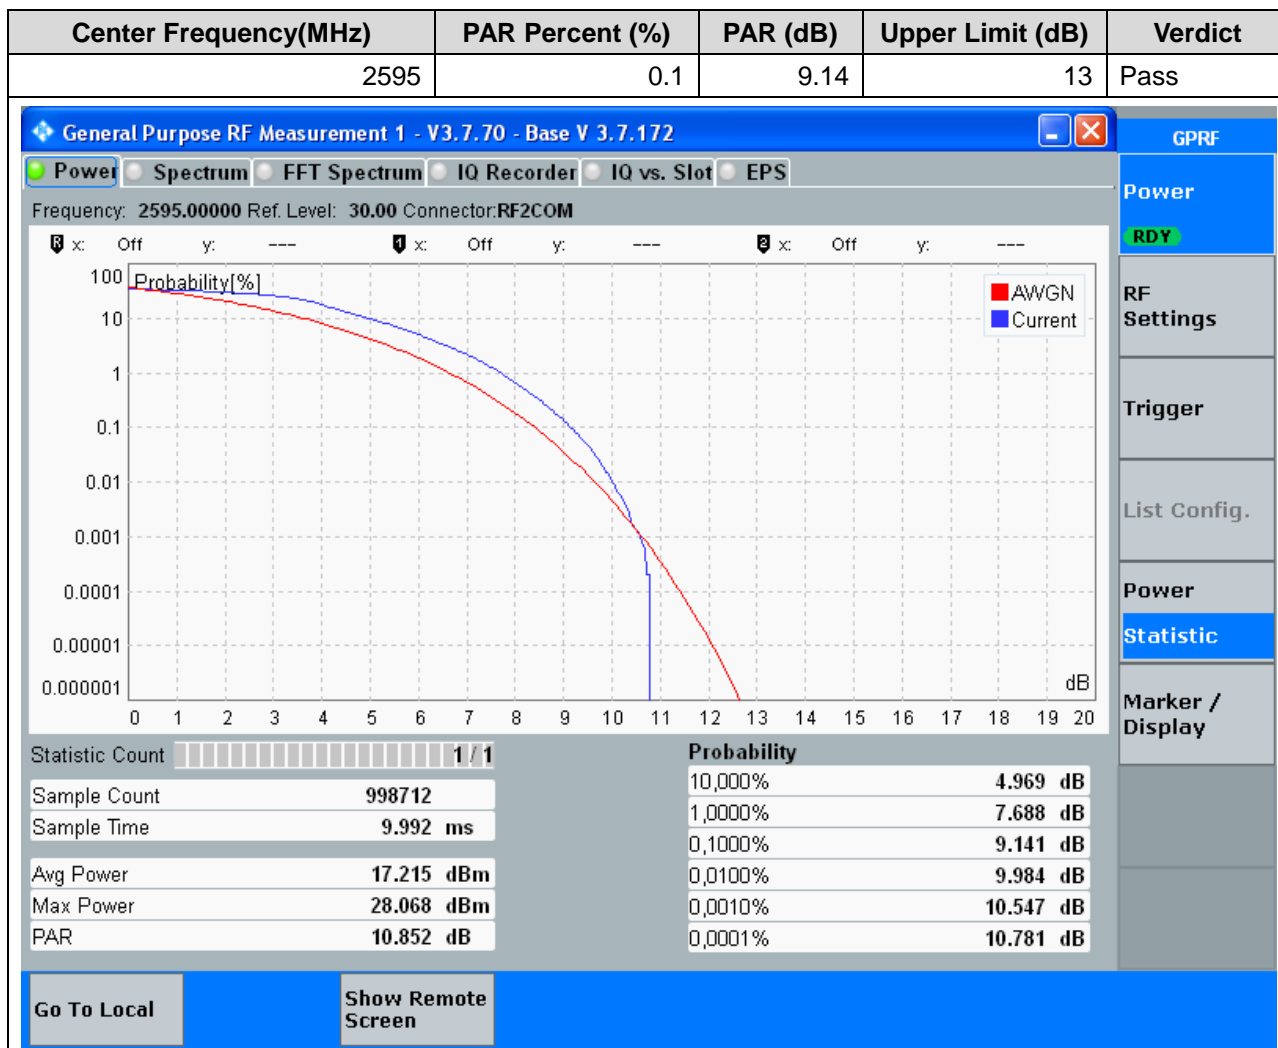 Center Frequency(MHz) PAR Percent (%) PAR (dB) Upper Limit (dB) Verdict
2595 0.1 9.14 13 Pass
General Purpose RF Measurement 1 - V3.7.70 - Base V 3.7.172
GPRF
Power Spectrum FFT Spectrum IQ Recorder IQ vs. Slot EPS
Frequency: 2595.00000 Ref. Level: 30.00 Connector:RF2COM
R x: Off y: --- 1 x: Off y: --- 2 x: Off y: ---
Probability[%]
AWGN
Current
100
10
1
0.1
0.01
0.001
0.0001
0.00001
0.000001
dB
0 1 2 3 4 5 6 7 8 9 10 11 12 13 14 15 16 17 18 19 20
Statistic Count 1 / 1
Sample Count 998712
Sample Time 9.992 ms
Avg Power 17.215 dBm
Max Power 28.068 dBm
PAR 10.852 dB
Probability
10,000% 4.969 dB
1,0000% 7.688 dB
0,1000% 9.141 dB
0,0100% 9.984 dB
0,0010% 10.547 dB
0,0001% 10.781 dB
Power
RDY
RF
Settings
Trigger
List Config.
Power
Statistic
Marker /
Display
Go To Local
Show Remote
Screen